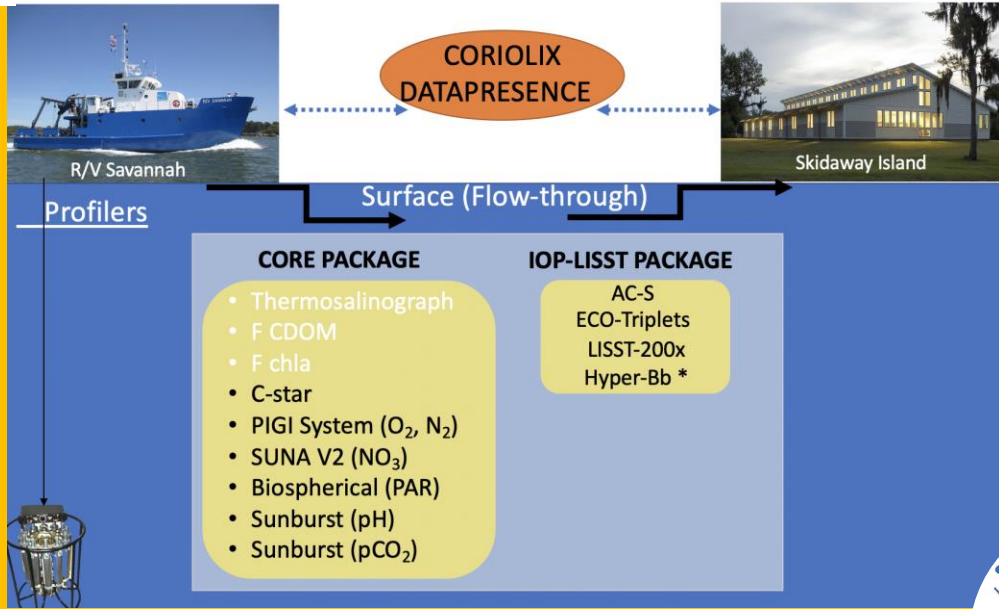 CORIOLIX
DATAPRESENCE
R/V Savannah
Skidaway Island
Surface (Flow-through)
Profilers
CORE PACKAGE
• Thermosalinograph
• F CDOM
• F chla
• C-star
• PIGI System (O₂, N₂)
• SUNA V2 (NO₃)
• Biospherical (PAR)
• Sunburst (pH)
• Sunburst (pCO₂)
IOP-LISST PACKAGE
AC-S
ECO-Triplets
LISST-200x
Hyper-Bb *